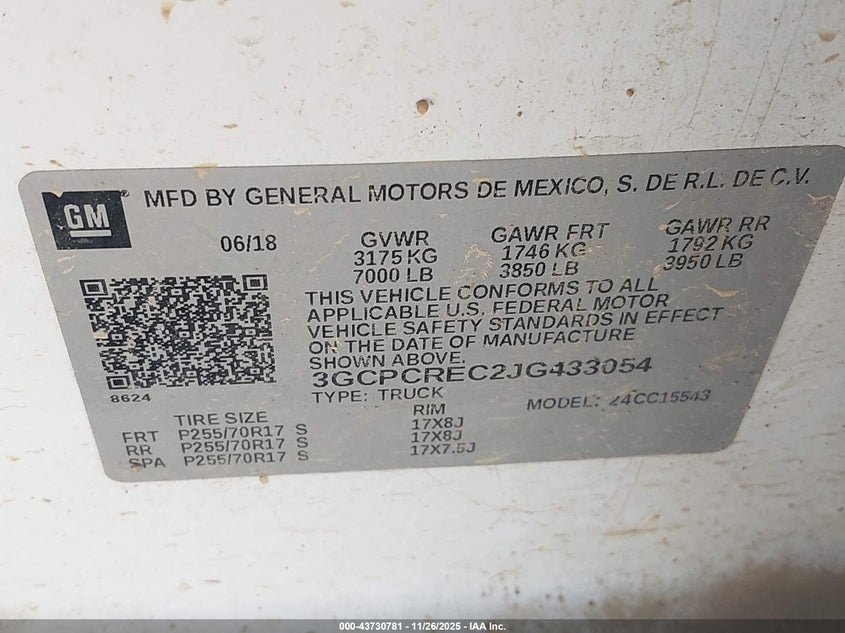 GM
MFD BY GENERAL MOTORS DE MEXICO, S. DE R.L. DE C.V.
06/18
GVWR
3175 KG
7000 LB
GAWR FRT
1746 KG
3850 LB
GAWR RR
1792 KG
3950 LB
THIS VEHICLE CONFORMS TO ALL
APPLICABLE U.S. FEDERAL MOTOR
VEHICLE SAFETY STANDARDS IN EFFECT
ON THE DATE OF MANUFACTURE
SHOWN ABOVE.
3GCPCREC2JG433054
TYPE: TRUCK
MODEL: 24CC15543
8624
TIRE SIZE RIM
FRT P255/70R17 S 17X8J
RR P255/70R17 S 17X8J
SPA P255/70R17 S 17X7.5J
000-43730781 - 11/26/2025 - IAA Inc.